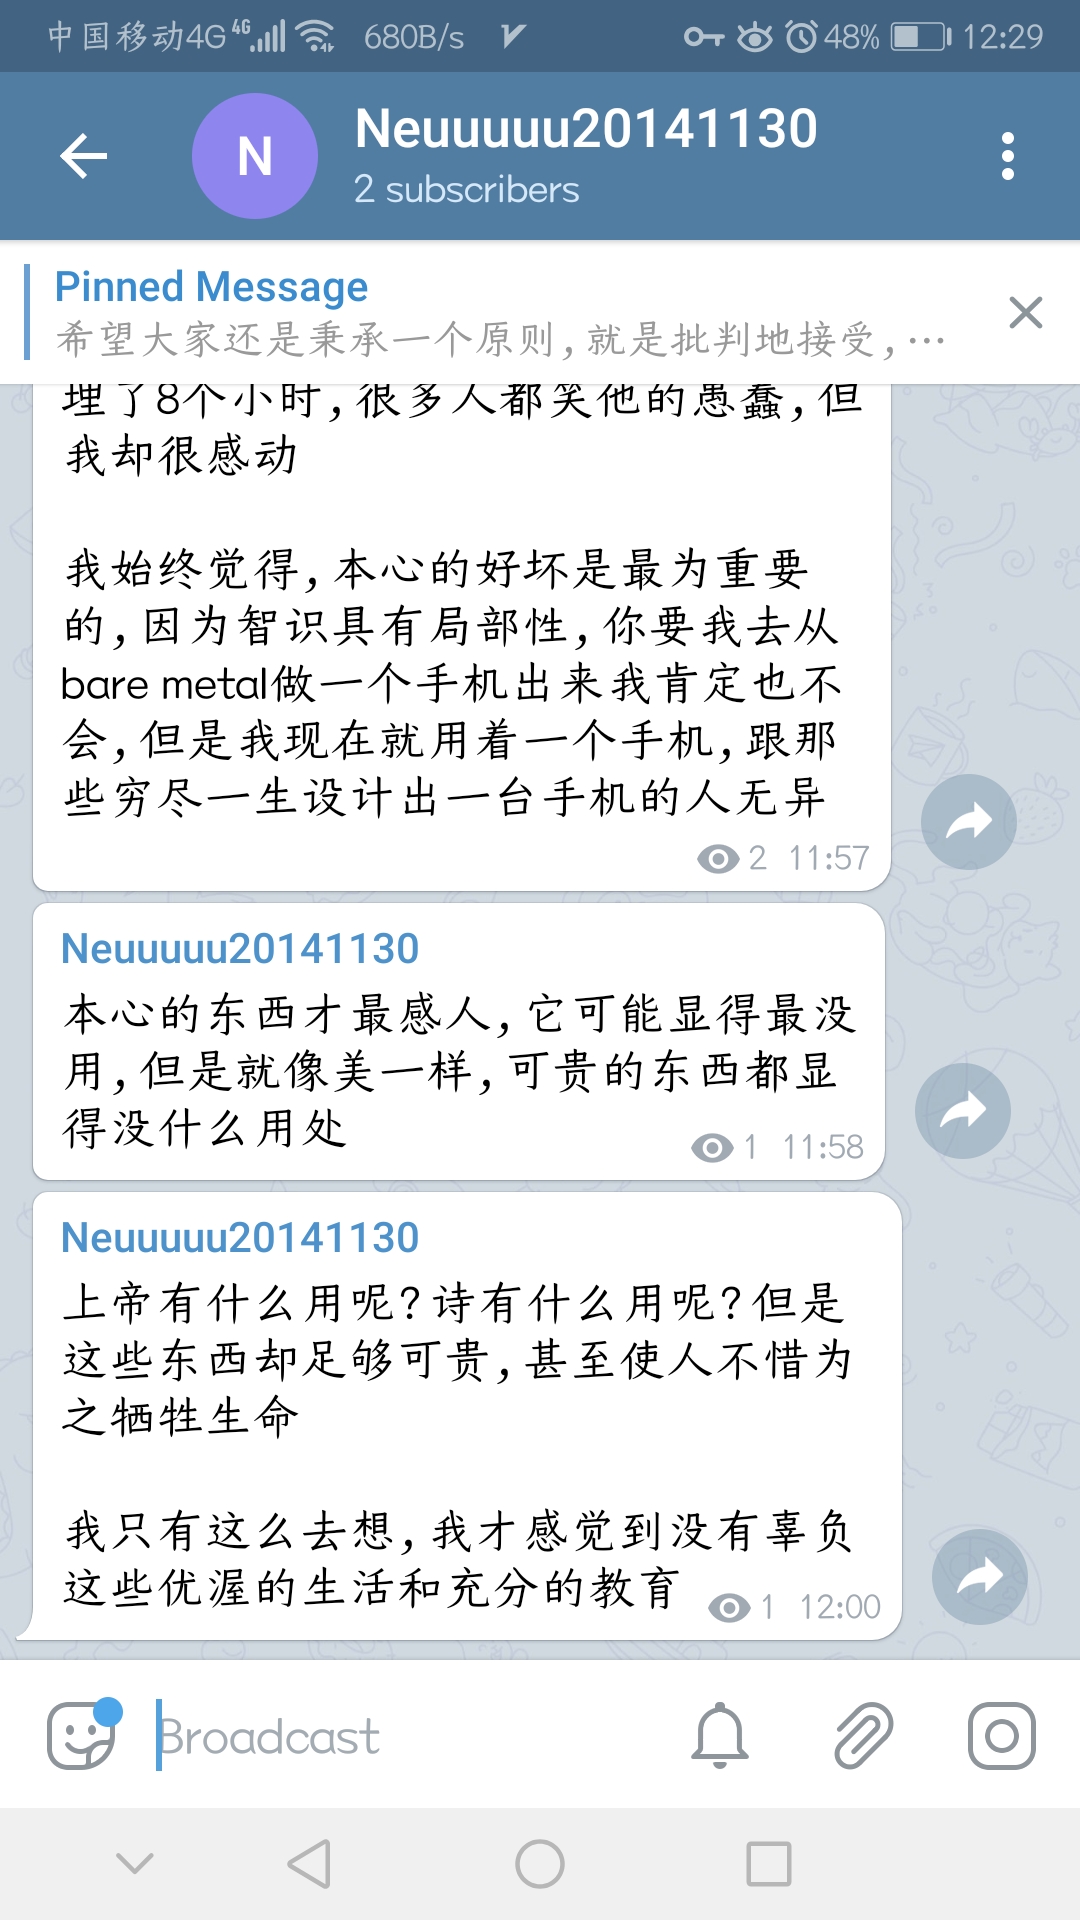 中国移动4G 4G 680B/s 48% 12:29
N
Neuuuuu20141130
2 subscribers
Pinned Message
希望大家还是秉承一个原则,就是批判地接受,…
埋了8个小时,很多人都笑他的愚蠢,但
我却很感动
我始终觉得,本心的好坏是最为重要
的,因为智识具有局部性,你要我去从
bare metal做一个手机出来我肯定也不
会,但是我现在就用着一个手机,跟那
些穷尽一生设计出一台手机的人无异
2 11:57
Neuuuuu20141130
本心的东西才最感人,它可能显得最没
用,但是就像美一样,可贵的东西都显
得没什么用处
1 11:58
Neuuuuu20141130
上帝有什么用呢?诗有什么用呢?但是
这些东西却足够可贵,甚至使人不惜为
之牺牲生命
我只有这么去想,我才感觉到没有辜负
这些优渥的生活和充分的教育
1 12:00
Broadcast